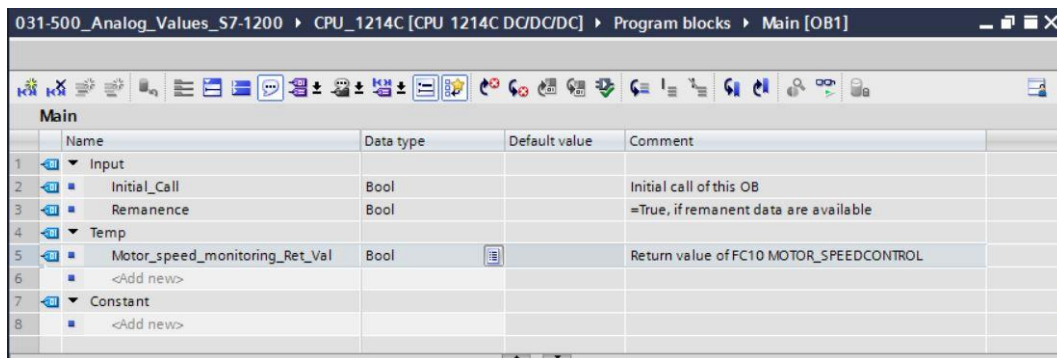 031-500_Analog_Values_S7-1200 ▸ CPU_1214C [CPU 1214C DC/DC/DC] ▸ Program blocks ▸ Main [OB1]
Main
Name Data type Default value Comment
1 Input
2 Initial_Call Bool Initial call of this OB
3 Remanence Bool =True, if remanent data are available
4 Temp
5 Motor_speed_monitoring_Ret_Val Bool Return value of FC10 MOTOR_SPEEDCONTROL
6 <Add new>
7 Constant
8 <Add new>